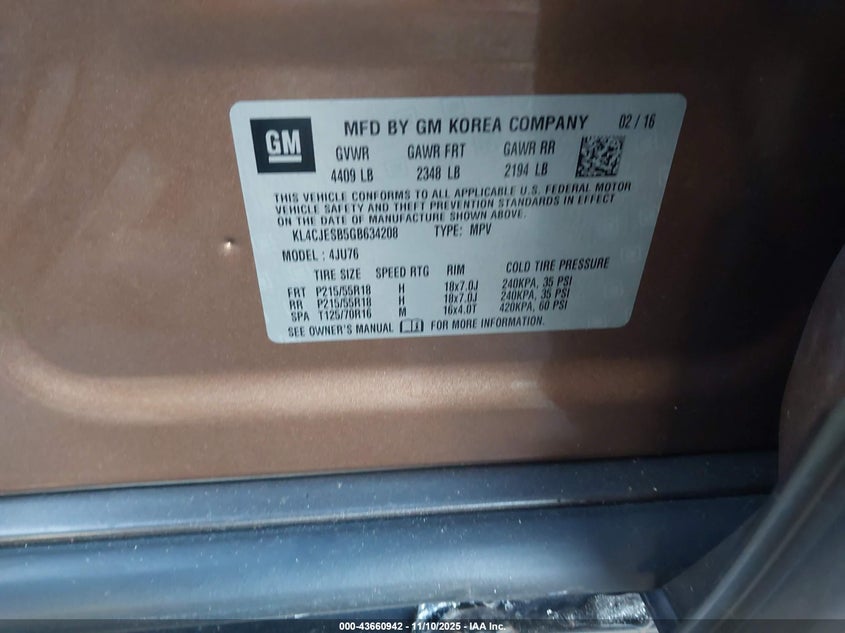 GM
MFD BY GM KOREA COMPANY 02 / 16
GVWR GAWR FRT GAWR RR
4409 LB 2348 LB 2194 LB
THIS VEHICLE CONFORMS TO ALL APPLICABLE U.S. FEDERAL MOTOR
VEHICLE SAFETY AND THEFT PREVENTION STANDARDS IN EFFECT
ON THE DATE OF MANUFACTURE SHOWN ABOVE.
KL4CJESB5GB634208 TYPE: MPV
MODEL : 4JU76
TIRE SIZE SPEED RTG RIM COLD TIRE PRESSURE
FRT P215/55R18 H 18x7.0J 240KPA, 35 PSI
RR P215/55R18 H 18x7.0J 240KPA, 35 PSI
SPA T125/70R16 M 16x4.0T 420KPA, 60 PSI
SEE OWNER'S MANUAL FOR MORE INFORMATION.
000-43660942 - 11/10/2025 - IAA Inc.